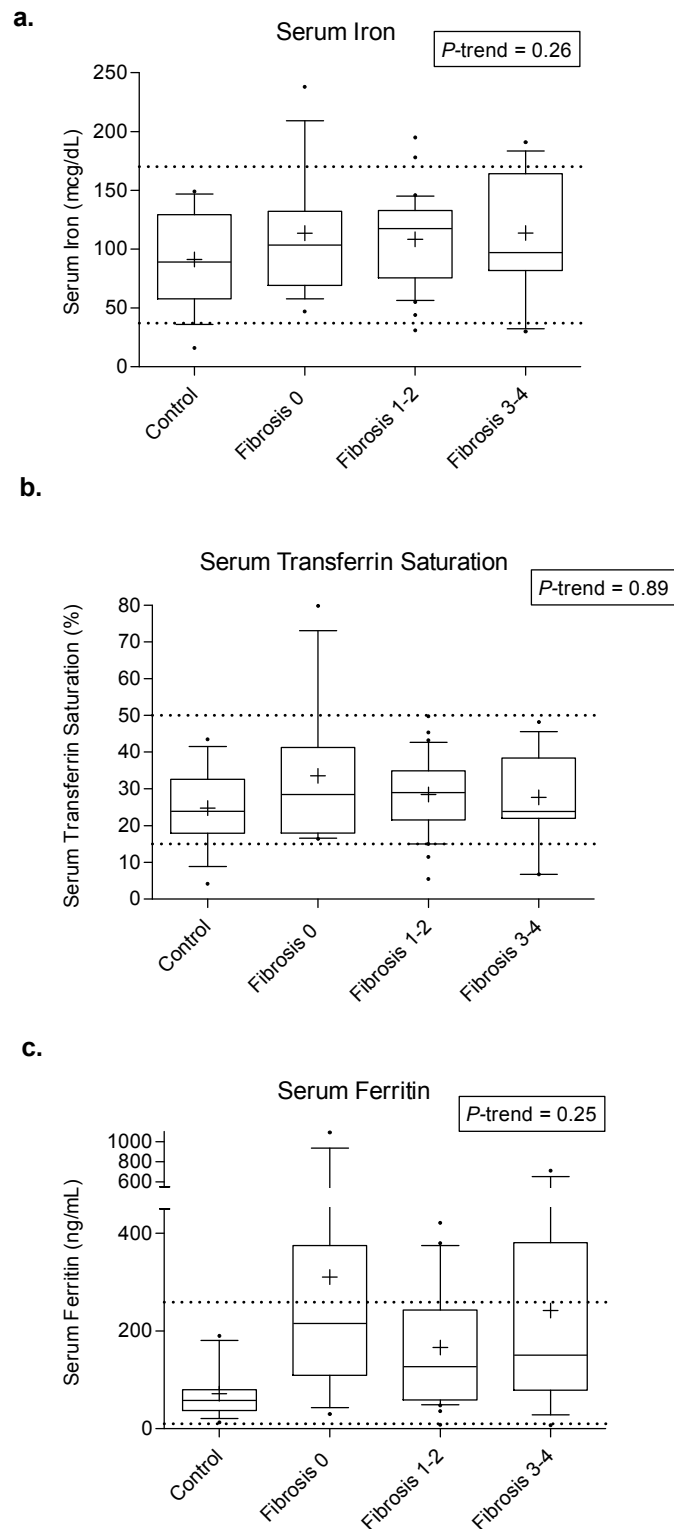 a.
Serum Iron
P-trend = 0.26
Serum Iron (mcg/dL)
250
200
150
100
50
0
Control
Fibrosis 0
Fibrosis 1-2
Fibrosis 3-4
b.
Serum Transferrin Saturation
P-trend = 0.89
Serum Transferrin Saturation (%)
80
70
60
50
40
30
20
10
0
Control
Fibrosis 0
Fibrosis 1-2
Fibrosis 3-4
c.
Serum Ferritin
P-trend = 0.25
Serum Ferritin (ng/mL)
1000
800
600
400
200
0
Control
Fibrosis 0
Fibrosis 1-2
Fibrosis 3-4